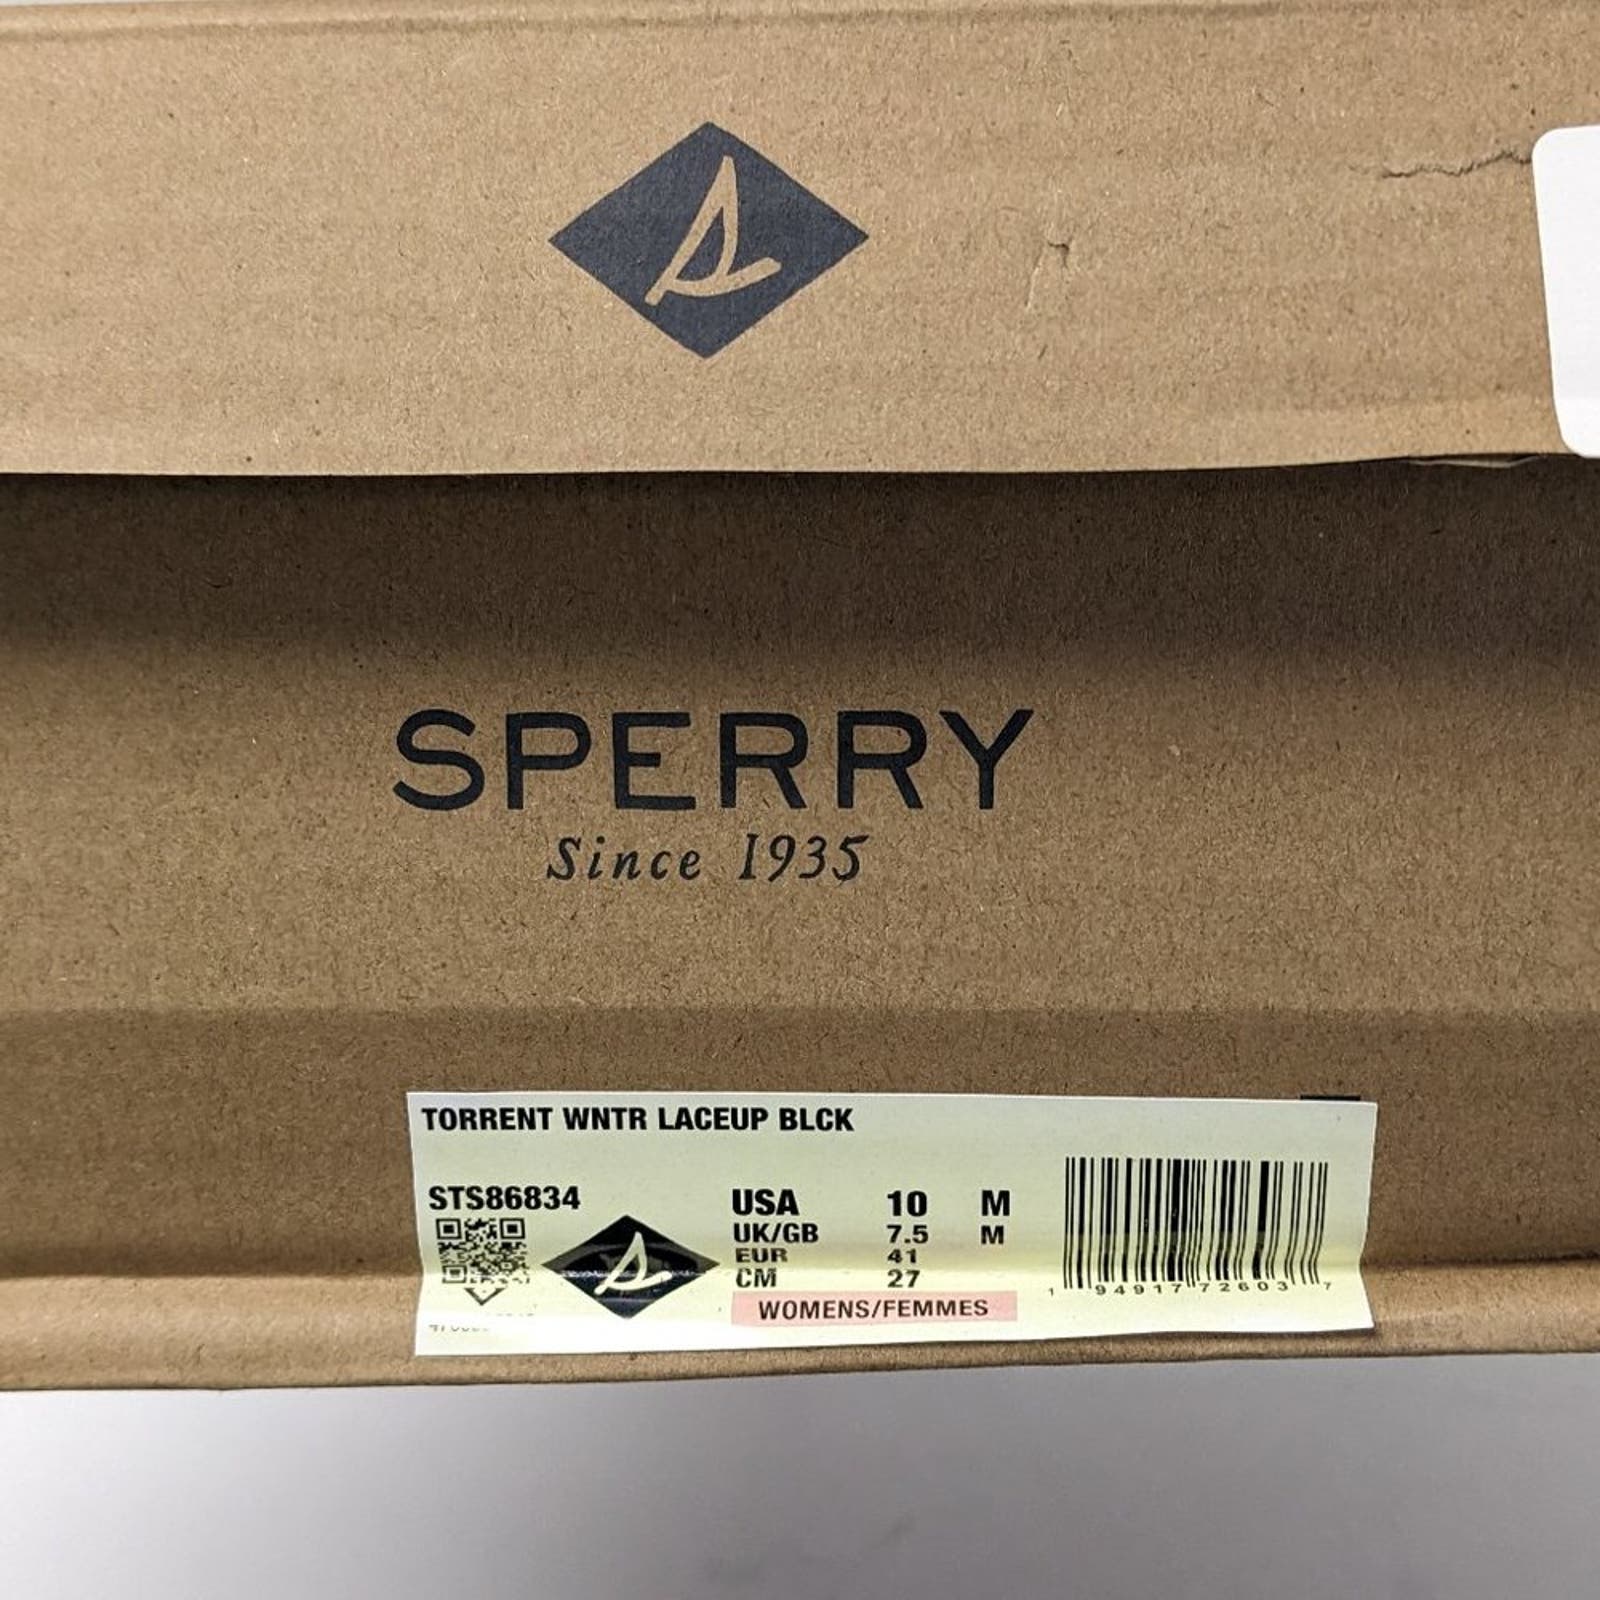 SPERRY
Since 1935
TORRENT WNTR LACEUP BLCK
STS86834
USA 10 M
UK/GB 7.5 M
EUR 41
CM 27
WOMENS/FEMMES
1 94917 72603 7